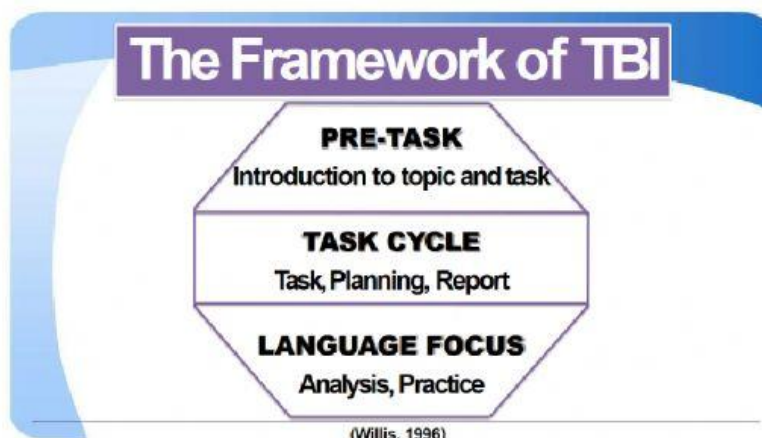 The Framework of TBI
PRE-TASK
Introduction to topic and task
TASK CYCLE
Task, Planning, Report
LANGUAGE FOCUS
Analysis, Practice
(Willis, 1996)